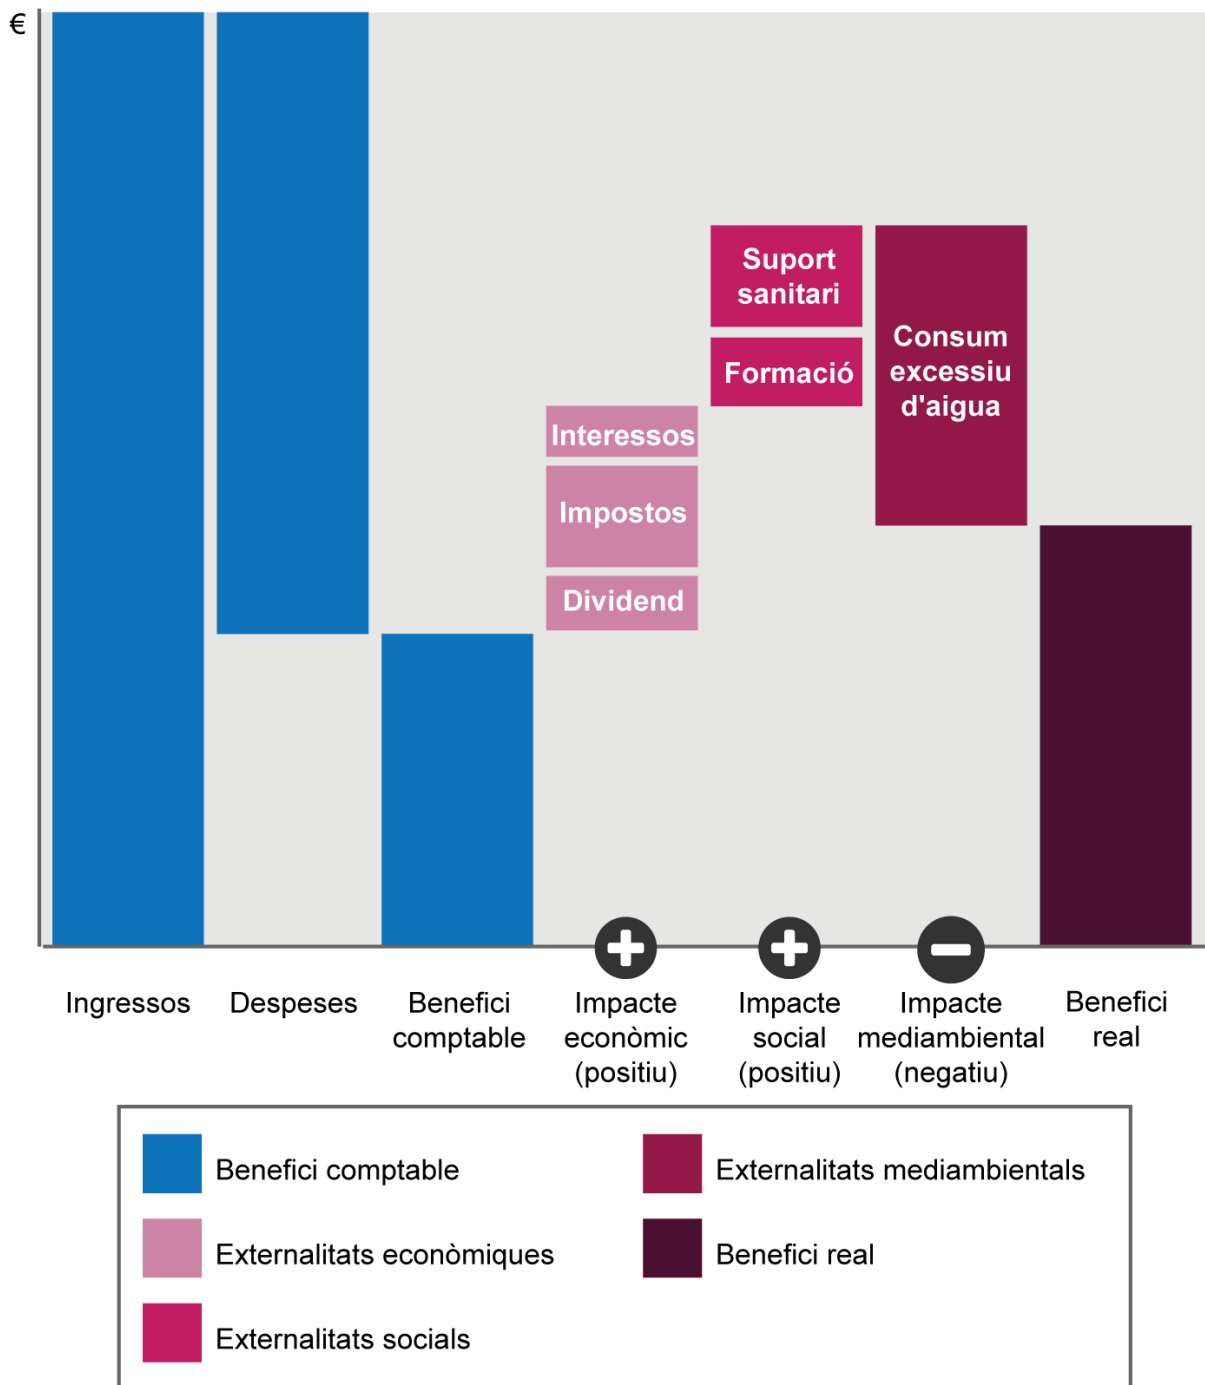 €
Suport
sanitari
Formació
Consum
excessiu
d'aigua
Interessos
Impostos
Dividend
Ingressos
Despeses
Benefici
comptable
Impacte
econòmic
(positiu)
Impacte
social
(positiu)
Impacte
mediambiental
(negatiu)
Benefici
real
Benefici comptable
Externalitats econòmiques
Externalitats socials
Externalitats mediambientals
Benefici real